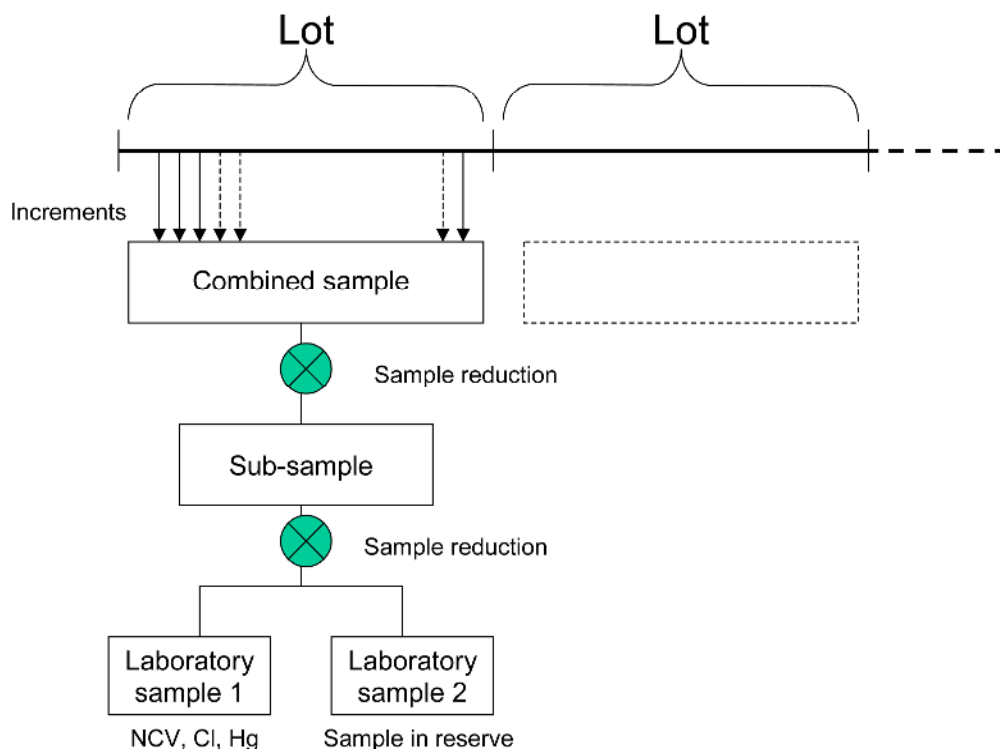 Lot
Lot
Increments
Combined sample
Sample reduction
Sub-sample
Sample reduction
Laboratory
sample 1
Laboratory
sample 2
NCV, Cl, Hg
Sample in reserve